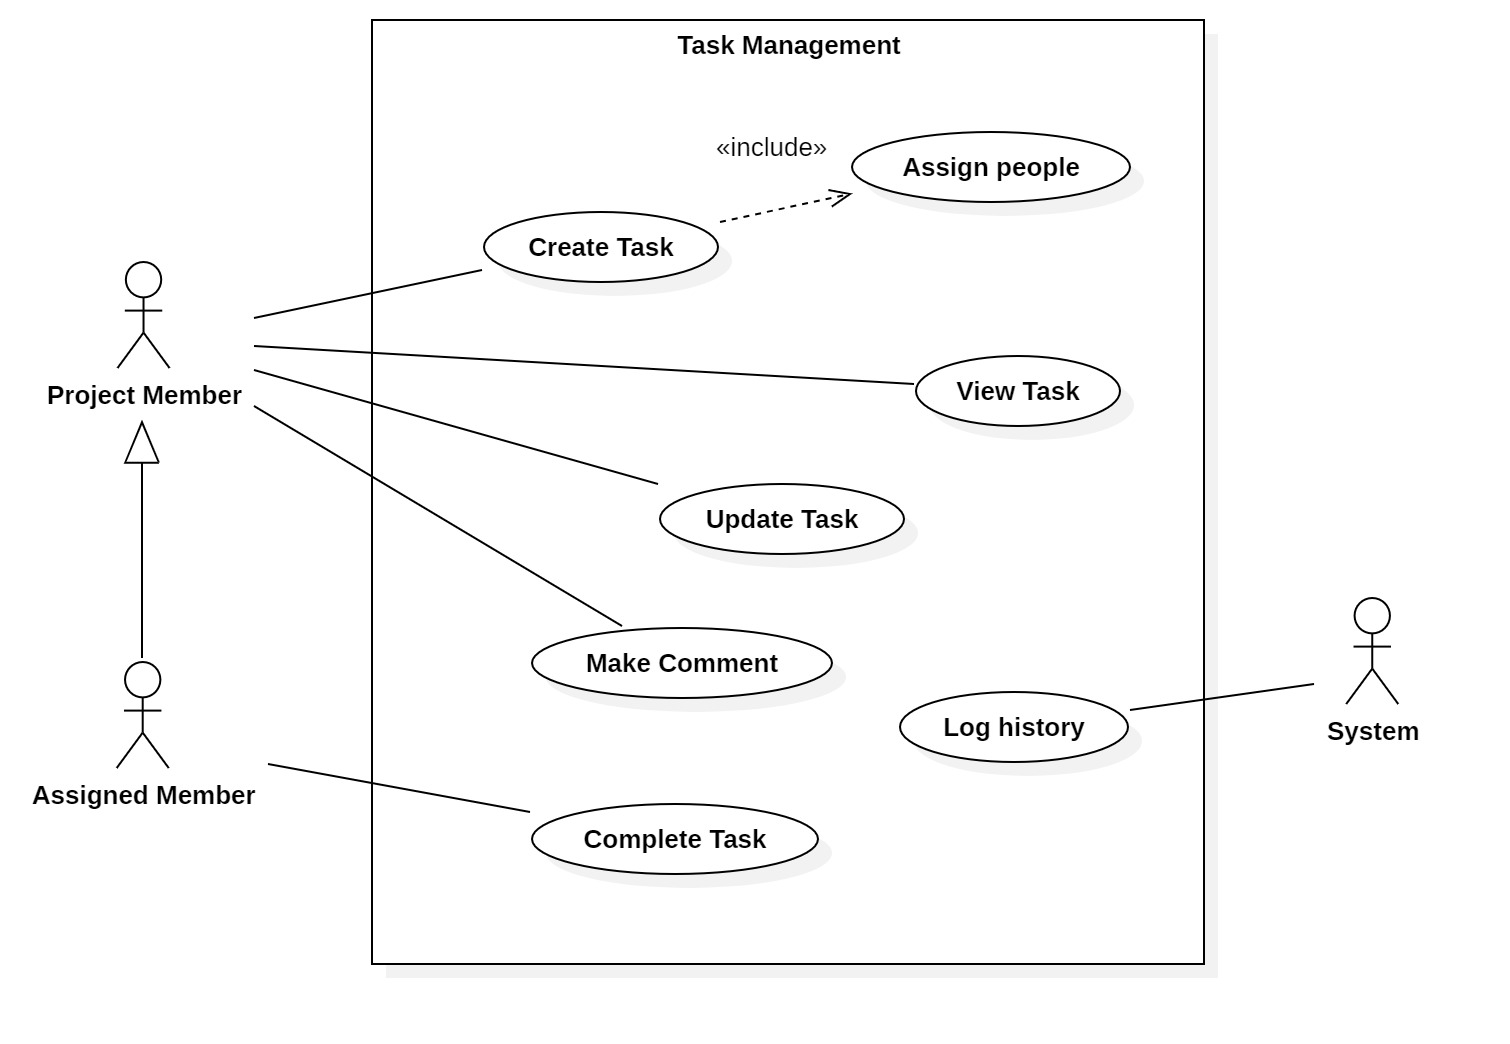 Task Management
«include»
Assign people
Create Task
Project Member
View Task
Update Task
Make Comment
Log history
System
Assigned Member
Complete Task